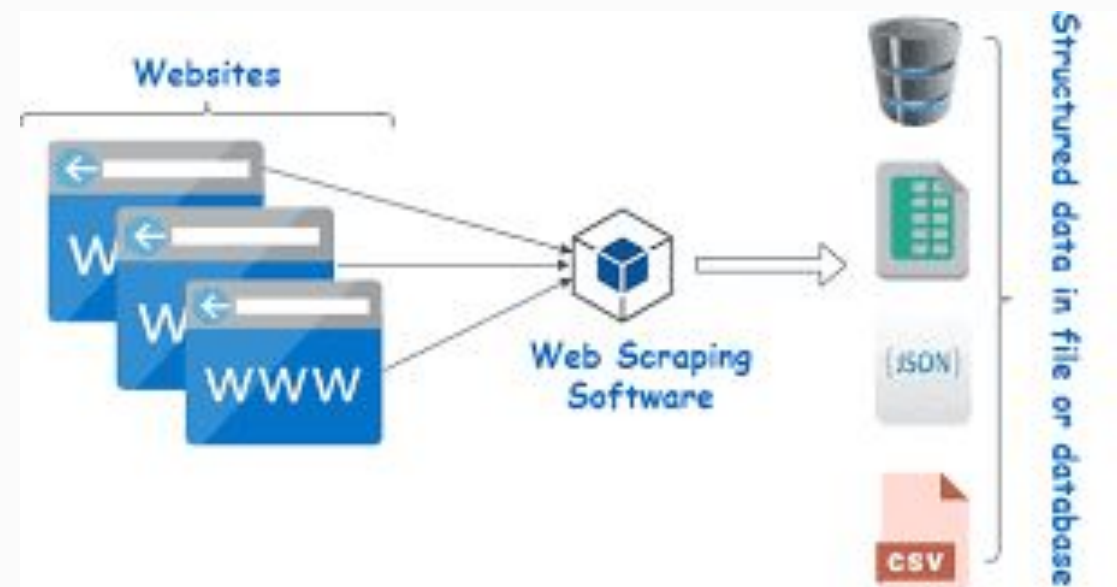 Websites
W
W
WWW
Web Scraping
Software
{JSON}
CSV
Structured data in file or database